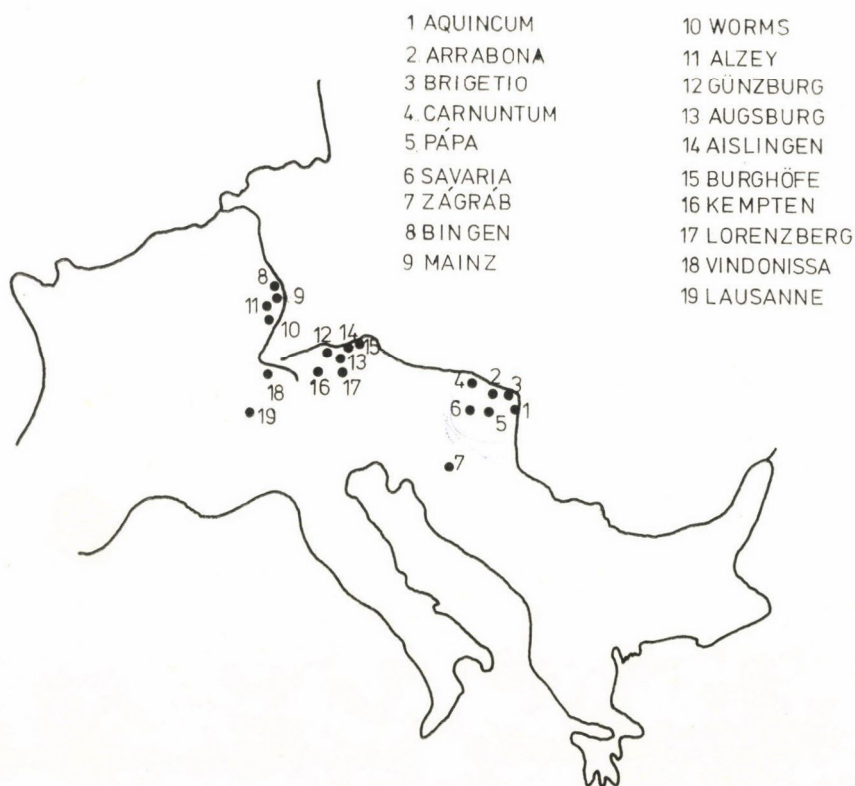 1 AQUINCUM
2 ARRABONA
3 BRIGETIO
4 CARNUNTUM
5 PÁPA
6 SAVARIA
7 ZÁGRÁB
8 BINGEN
9 MAINZ
10 WORMS
11 ALZEY
12 GÜNZBURG
13 AUGSBURG
14 AISLINGEN
15 BURGHÖFE
16 KEMPTEN
17 LORENZBERG
18 VINDONISSA
19 LAUSANNE
8
9
11
10
12
14
15
13
18
16
17
19
4
2
3
6
5
1
7